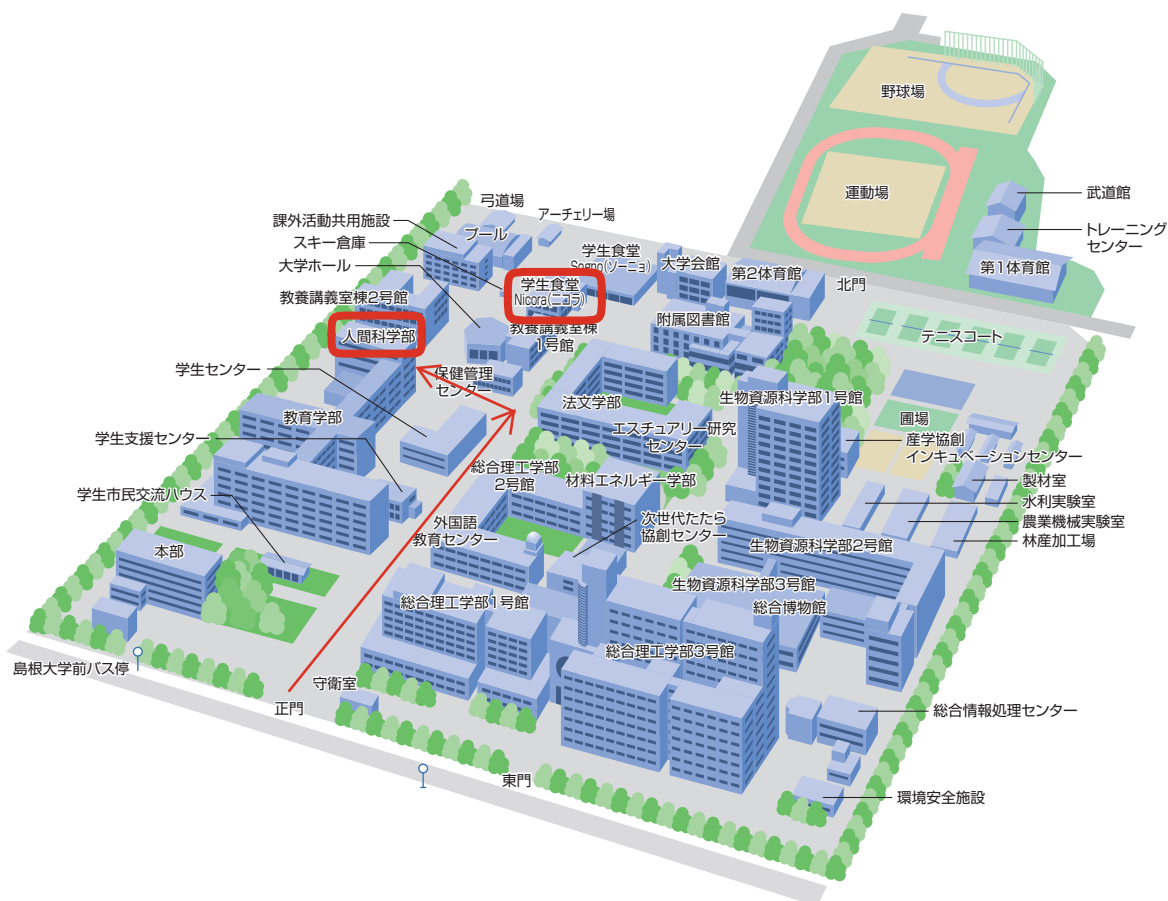 野球場
運動場
武道館
トレーニング
センター
第1体育館
弓道場
アーチェリー場
課外活動共用施設
プール
スキー倉庫
学生食堂
Sogno(ソーニョ)
大学会館
第2体育館
北門
大学ホール
学生食堂
Nicora(ニコラ)
教養講義室棟2号館
附属図書館
テニスコート
人間科学部
教養講義室棟
1号館
学生センター
保健管理
センター
法文学部
生物資源科学部1号館
教育学部
エスチュアリー研究
センター
圃場
学生支援センター
産学協創
インキュベーションセンター
総合理工学部
2号館
材料エネルギー学部
製材室
学生市民交流ハウス
水利実験室
外国語
教育センター
次世代たたら
協創センター
農業機械実験室
林産加工場
本部
生物資源科学部2号館
生物資源科学部3号館
総合理工学部1号館
総合博物館
総合理工学部3号館
島根大学前バス停
守衛室
正門
総合情報処理センター
東門
環境安全施設